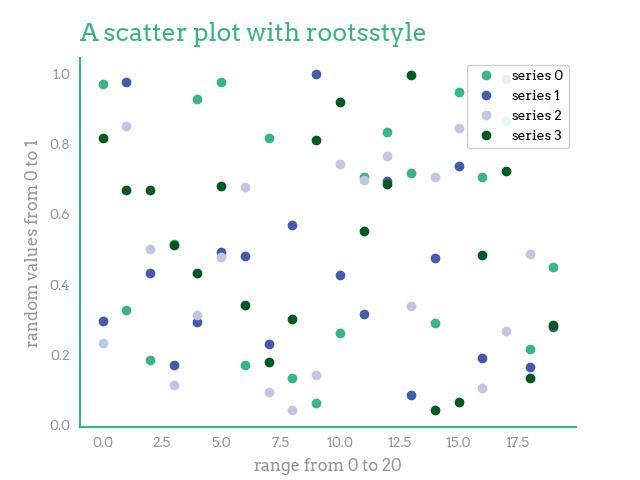 A scatter plot with rootsstyle
series 0
series 1
series 2
series 3
random values from 0 to 1
1.0
0.8
0.6
0.4
0.2
0.0
0.0 2.5 5.0 7.5 10.0 12.5 15.0 17.5
range from 0 to 20